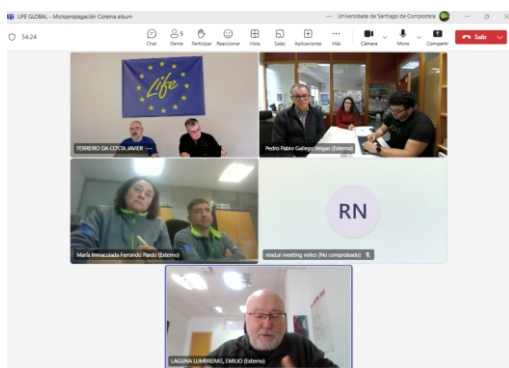 LIFE GLOBAL - Micropropagación Corema album
Universidade de Santiago de Compostela
54:24
Chat
Gente
Participar
Reaccionar
Vista
Salas
Aplicaciones
Más
Cámara
Micro
Compartir
Salir
Life
FERREIRO DA COSTA JAVIER
Pedro Pablo Gallego Veigas (Externo)
María Inmaculada Ferrando Pardo (Externo)
RN
read.ai meeting notes (No comprobado)
LAGUNA LUMBRERAS, EMILIO (Externo)